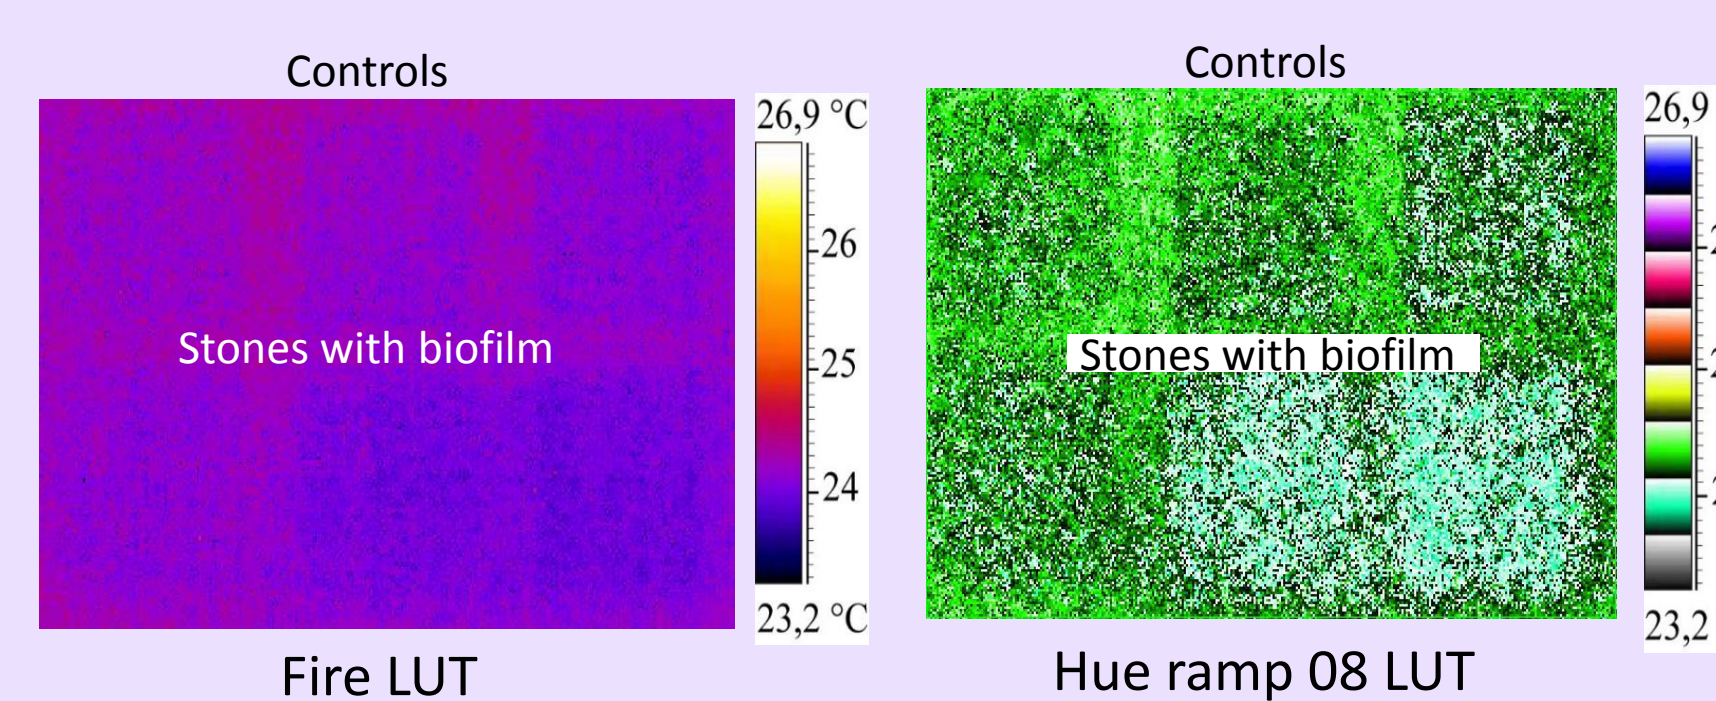 Controls
Stones with biofilm
26,9 °C
26
25
24
23,2 °C
Fire LUT
Controls
Stones with biofilm
26,9
23,2
Hue ramp 08 LUT